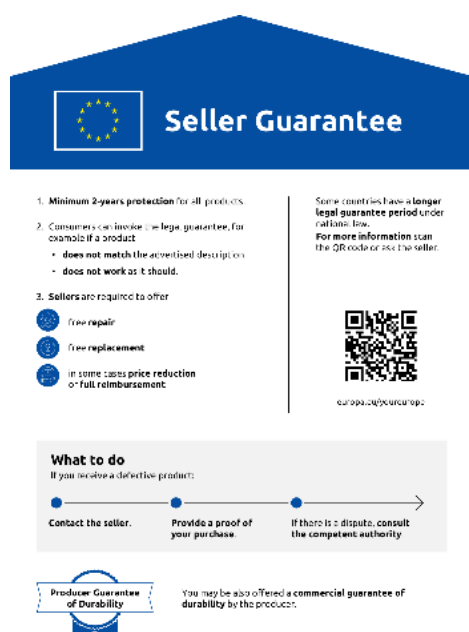 Seller Guarantee
1. Minimum 2-years protection for all products
2. Consumers can invoke the legal guarantee, for
example if a product
• does not match the advertised description
• does not work as it should.
3. Sellers are required to offer
free repair
free replacement
in some cases price reduction
or full reimbursement
Some countries have a longer
legal guarantee period under
national law.
For more information scan
the QR code or ask the seller.
europa.eu/youreurope
What to do
If you receive a defective product:
Contact the seller.
Provide a proof of
your purchase.
If there is a dispute, consult
the competent authority
Producer Guarantee
of Durability
You may be also offered a commercial guarantee of
durability by the producer.